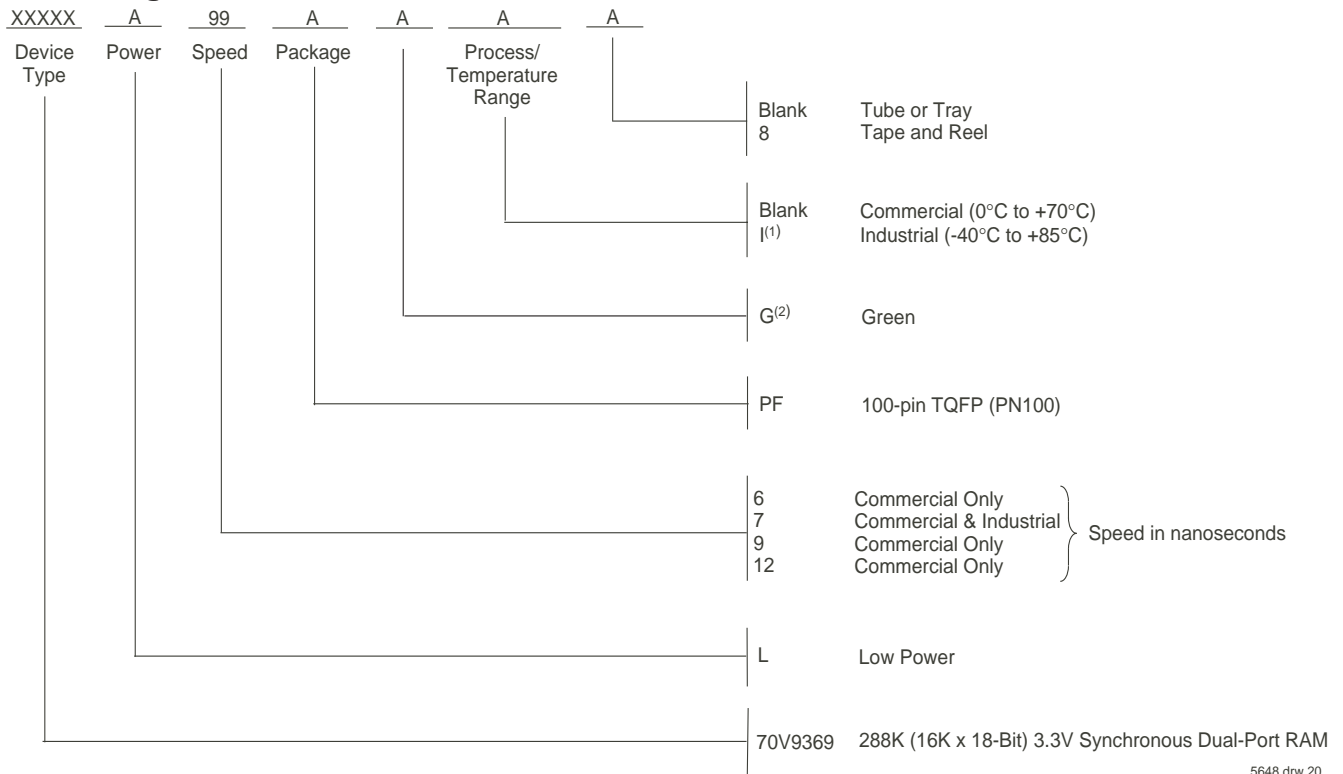 XXXXX A 99 A A A A
Device Type Power Speed Package Process/ Temperature Range
Blank Tube or Tray
8 Tape and Reel
Blank Commercial (0°C to +70°C)
I(1) Industrial (-40°C to +85°C)
G(2) Green
PF 100-pin TQFP (PN100)
6 Commercial Only
7 Commercial & Industrial
9 Commercial Only
12 Commercial Only
Speed in nanoseconds
L Low Power
70V9369 288K (16K x 18-Bit) 3.3V Synchronous Dual-Port RAM
5648 drw 20